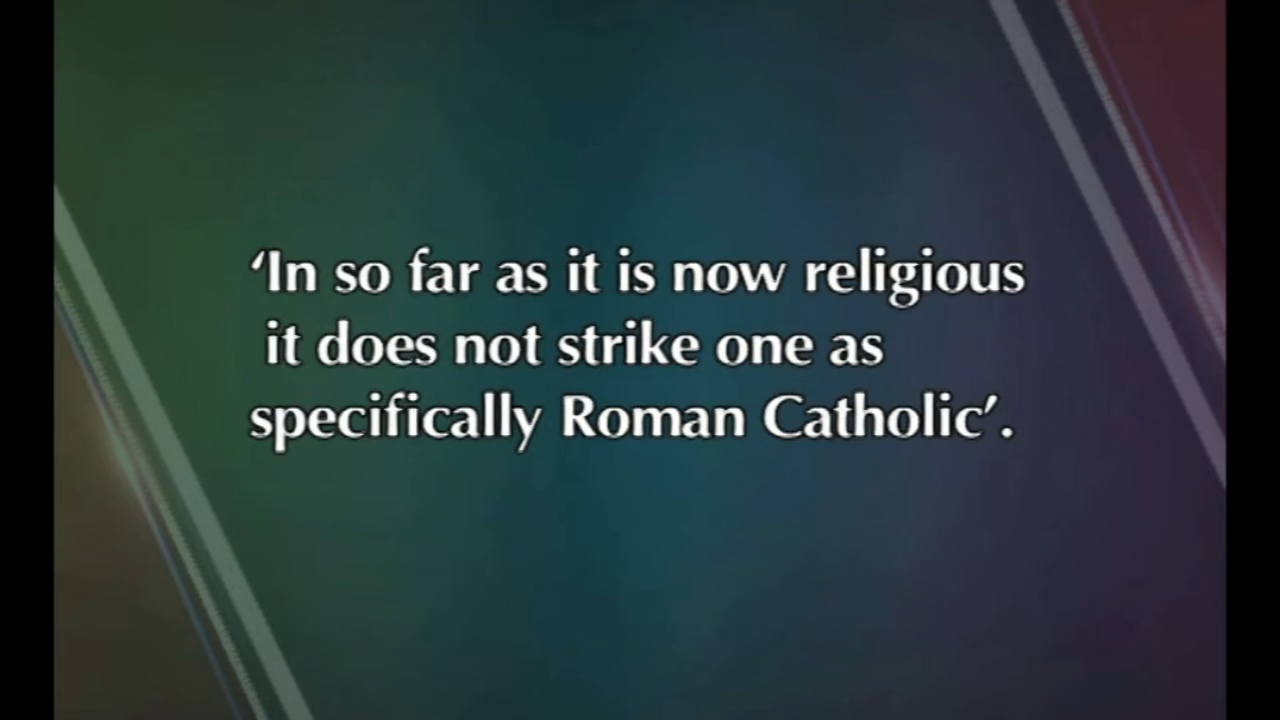 ‘In so far as it is now religious
it does not strike one as
specifically Roman Catholic’.